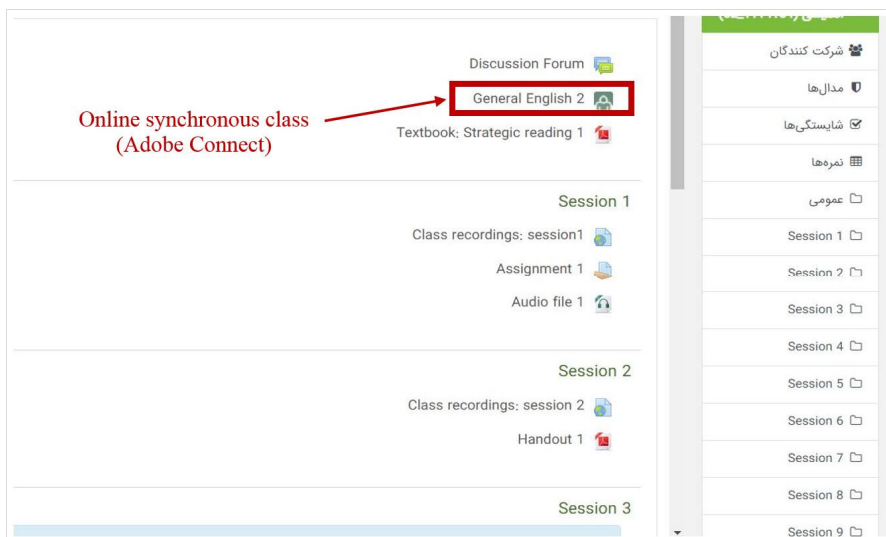 Discussion Forum
General English 2
Online synchronous class
(Adobe Connect)
Textbook: Strategic reading 1
Session 1
Class recordings: session1
Assignment 1
Audio file 1
Session 2
Class recordings: session 2
Handout 1
Session 3
شرکت کنندگان
مدال‌ها
شایستگی‌ها
نمره‌ها
عمومی
Session 1
Session 2
Session 3
Session 4
Session 5
Session 6
Session 7
Session 8
Session 9